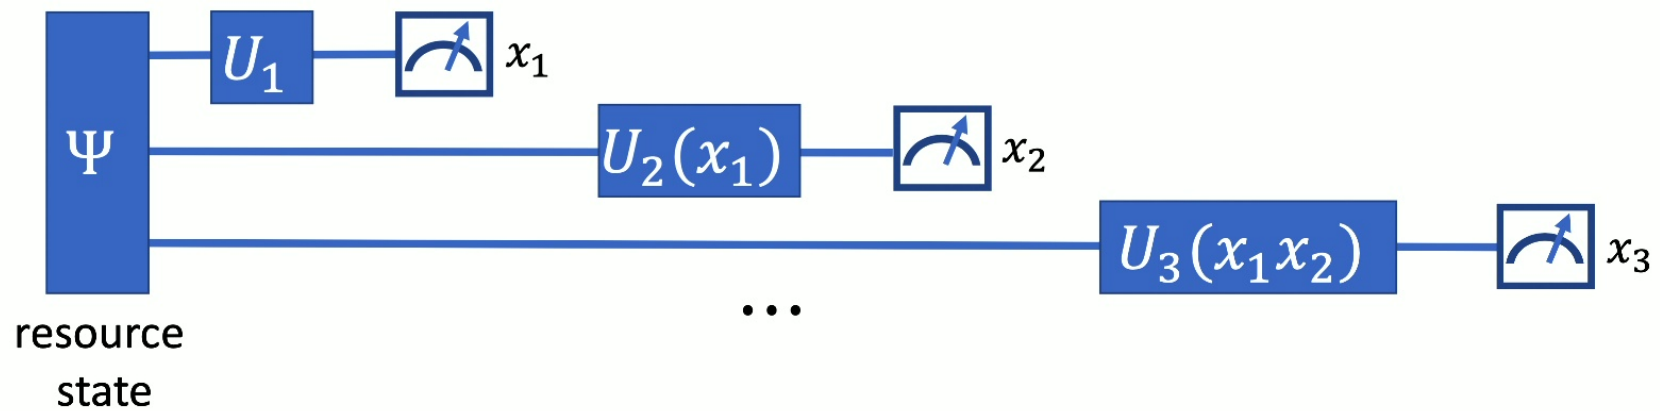 Ψ
U₁
x₁
U₂(x₁)
x₂
U₃(x₁x₂)
x₃
...
resource
state